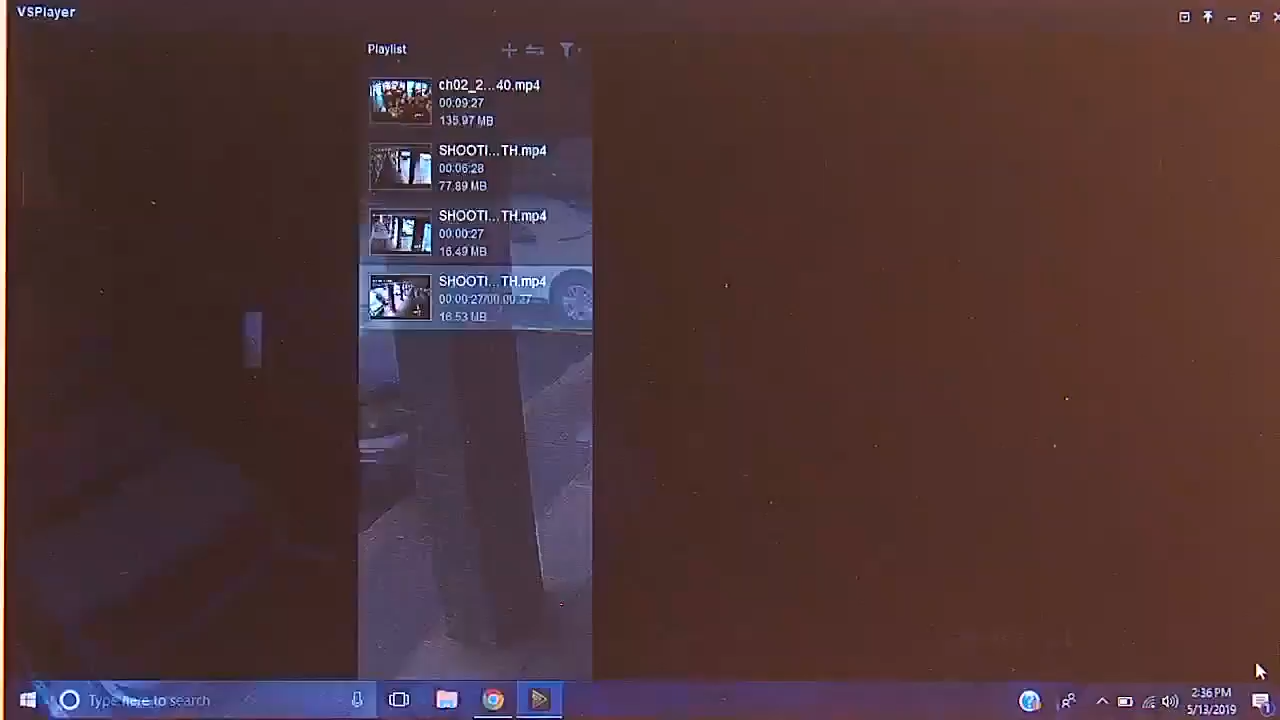 VSPlayer
Playlist
ch02_2...40.mp4
00:09:27
135.97 MB
SHOOTI...TH.mp4
00:06:28
77.89 MB
SHOOTI...TH.mp4
00:00:27
16.49 MB
SHOOTI...TH.mp4
00:00:27/00:00:27
16.53 MB
Type here to search
2:36 PM
5/13/2019